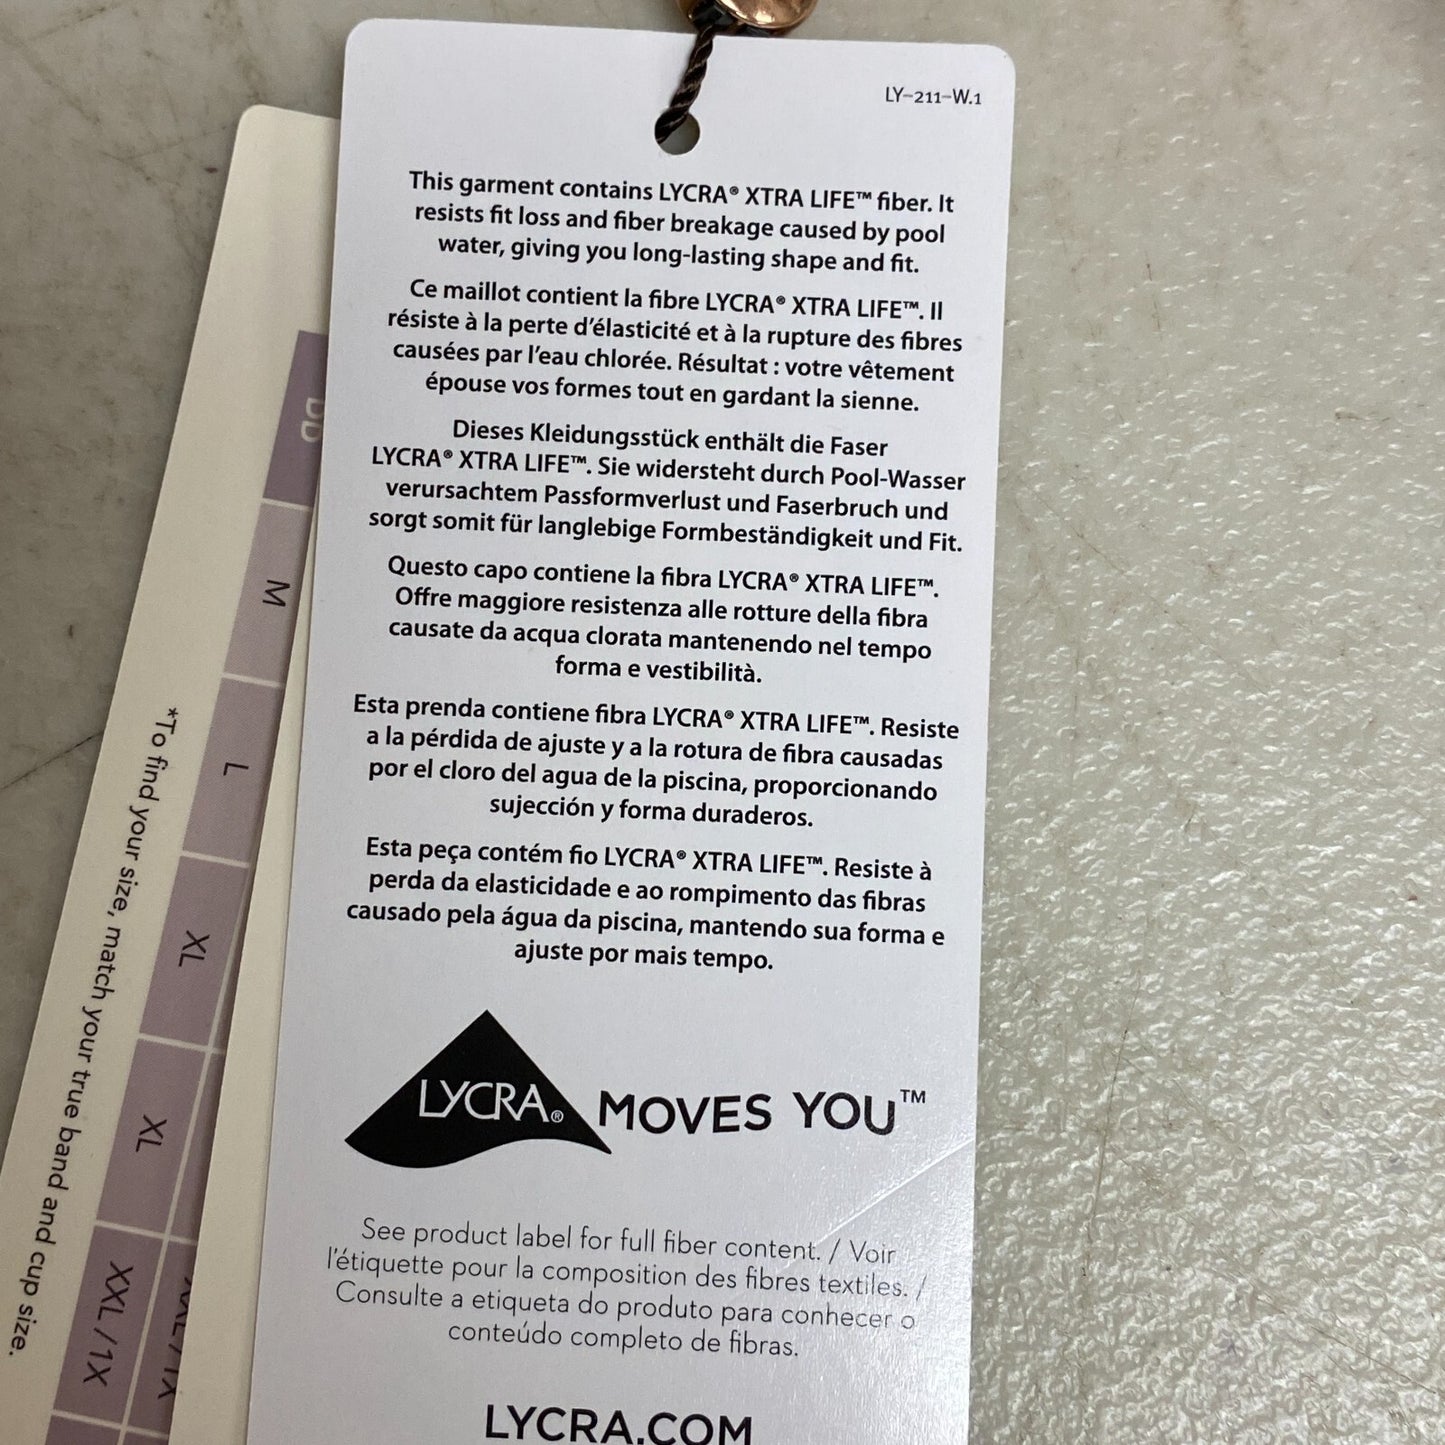 LY-211-W.1
This garment contains LYCRA® XTRA LIFE™ fiber. It
resists fit loss and fiber breakage caused by pool
water, giving you long-lasting shape and fit.
Ce maillot contient la fibre LYCRA® XTRA LIFE™. Il
résiste à la perte d’élasticité et à la rupture des fibres
causées par l’eau chlorée. Résultat : votre vêtement
épouse vos formes tout en gardant la sienne.
Dieses Kleidungsstück enthält die Faser
LYCRA® XTRA LIFE™. Sie widersteht durch Pool-Wasser
verursachtem Passformverlust und Faserbruch und
sorgt somit für langlebige Formbeständigkeit und Fit.
Questo capo contiene la fibra LYCRA® XTRA LIFE™.
Offre maggiore resistenza alle rotture della fibra
causate da acqua clorata mantenendo nel tempo
forma e vestibilità.
Esta prenda contiene fibra LYCRA® XTRA LIFE™. Resiste
a la pérdida de ajuste y a la rotura de fibra causadas
por el cloro del agua de la piscina, proporcionando
sujección y forma duraderos.
Esta peça contém fio LYCRA® XTRA LIFE™. Resiste à
perda da elasticidade e ao rompimento das fibras
causado pela água da piscina, mantendo sua forma e
ajuste por mais tempo.
LYCRA® MOVES YOU™
See product label for full fiber content. / Voir
l’étiquette pour la composition des fibres textiles. /
Consulte a etiqueta do produto para conhecer o
conteúdo completo de fibras.
LYCRA.COM
DD
M
L
XL
XL
XXL/1X
*To find your size, match your true band and cup size.